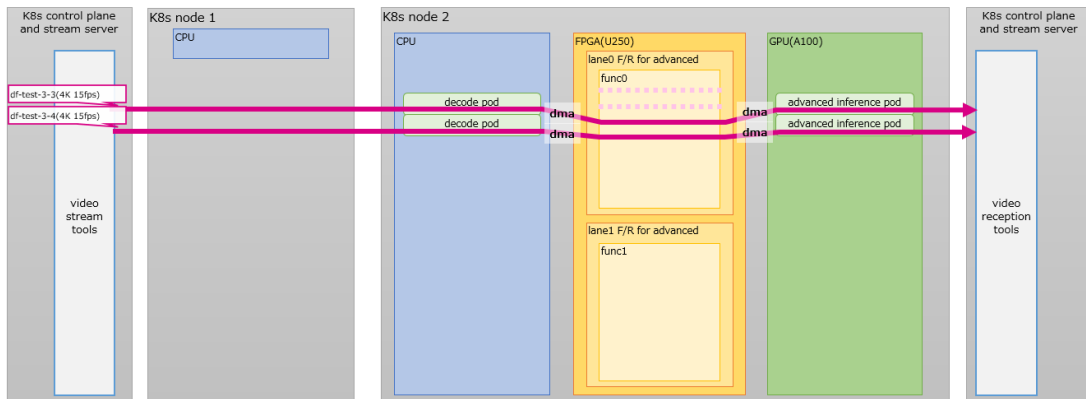 K8s control plane
and stream server
video
stream
tools
df-test-3-3(4K 15fps)
df-test-3-4(4K 15fps)
K8s node 1
CPU
K8s node 2
CPU
decode pod
decode pod
dma
dma
FPGA(U250)
lane0 F/R for advanced
func0
lane1 F/R for advanced
func1
dma
dma
GPU(A100)
advanced inference pod
advanced inference pod
K8s control plane
and stream server
video
reception
tools